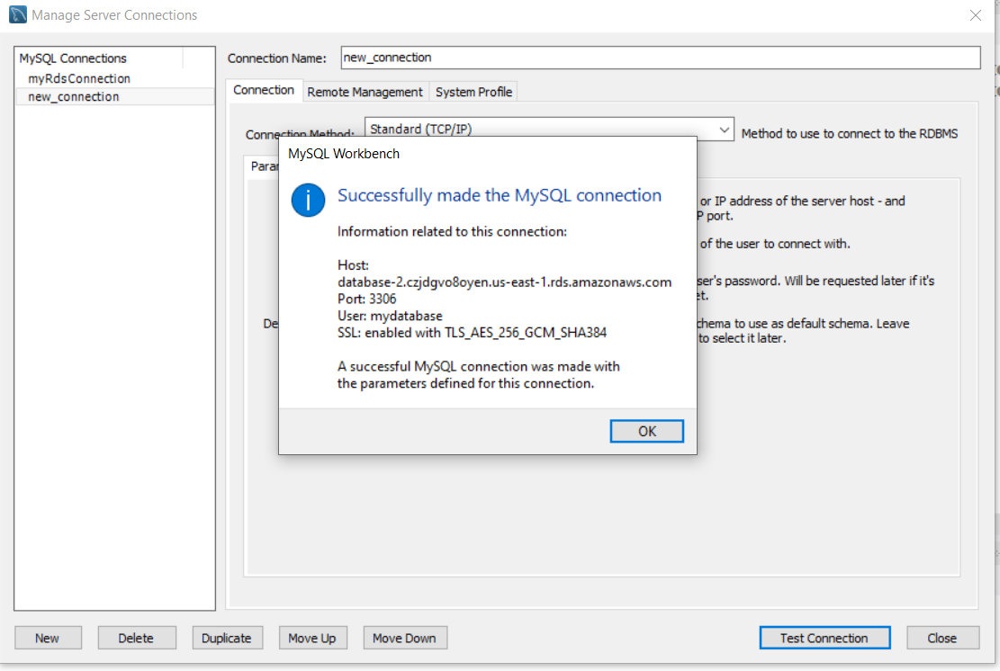 Manage Server Connections
MySQL Connections
myRdsConnection
new_connection
Connection Name: new_connection
Connection Remote Management System Profile
Connection Method: Standard (TCP/IP) Method to use to connect to the RDBMS
or IP address of the server host - and
port.
of the user to connect with.
password. Will be requested later if it's
schema to use as default schema. Leave
to select it later.
MySQL Workbench
Successfully made the MySQL connection
Information related to this connection:
Host:
database-2.czjdgvo8oyen.us-east-1.rds.amazonaws.com
Port: 3306
User: mydatabase
SSL: enabled with TLS_AES_256_GCM_SHA384
A successful MySQL connection was made with
the parameters defined for this connection.
OK
New Delete Duplicate Move Up Move Down Test Connection Close